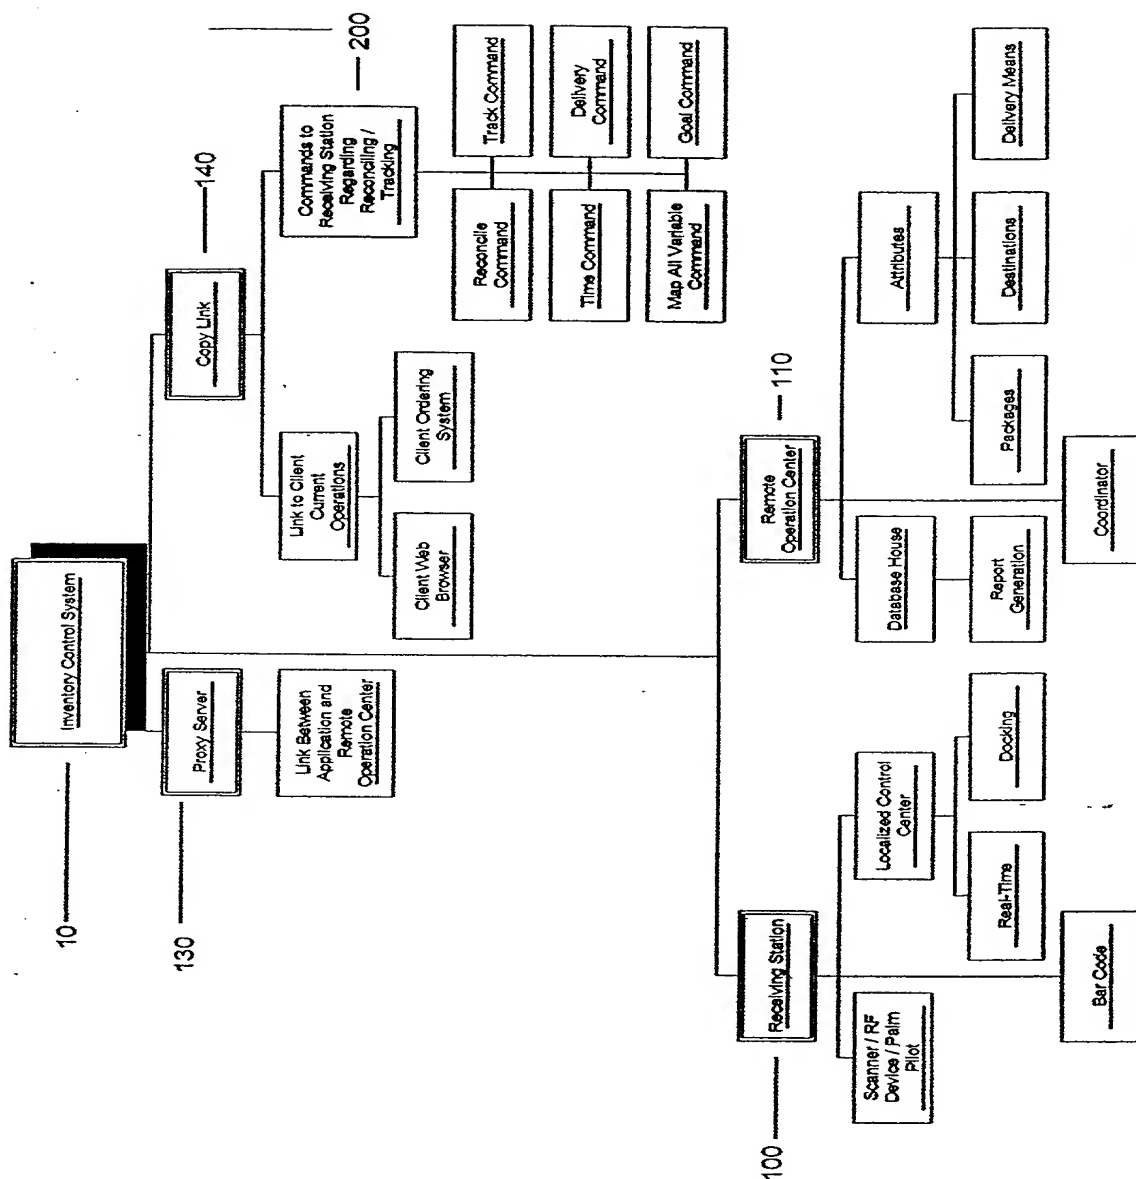 10
Inventory Control System
130
Proxy Server
Link Between
Application and
Remote
Operation Center
Copy Link
140
Link to Client
Current
Operations
Client Web
Browser
Client Ordering
System
Commands to
Receiving Station
Regarding
Reconciling /
Tracking
200
Reconcile
Command
Track Command
Time Command
Delivery
Command
Map All Variable
Command
Goal Command
100
Receiving Station
Scanner / RF
Device / Palm
Pilot
Localized Control
Center
Real-Time
Docking
Bar Code
Remote
Operation Center
110
Database House
Report
Generation
Attributes
Packages
Destinations
Delivery Means
Coordinator